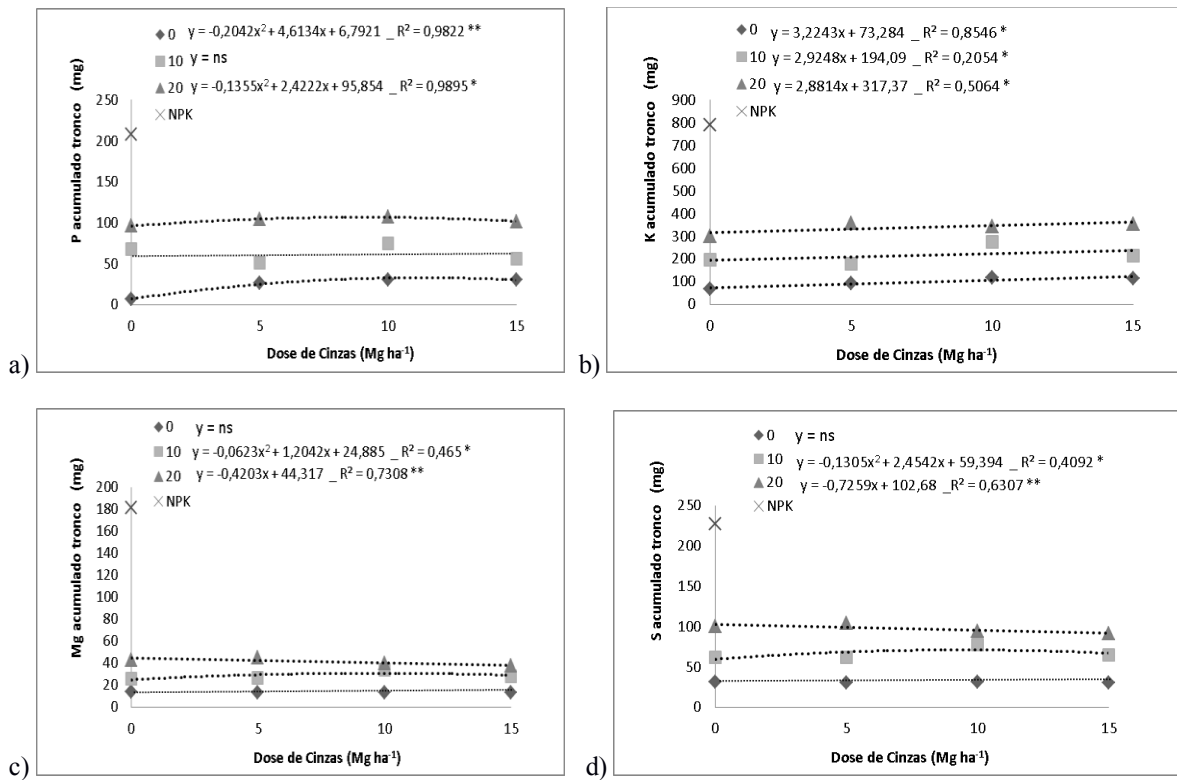 0 y = -0,2042x² + 4,6134x + 6,7921 _ R² = 0,9822 **
10 y = ns
20 y = -0,1355x² + 2,4222x + 95,854 _ R² = 0,9895 *
NPK
P acumulado tronco (mg)
250
200
150
100
50
0
0 5 10 15
Dose de Cinzas (Mg ha⁻¹)
a)
0 y = 3,2243x + 73,284 _ R² = 0,8546 *
10 y = 2,9248x + 194,09 _ R² = 0,2054 *
20 y = 2,8814x + 317,37 _ R² = 0,5064 *
NPK
K acumulado tronco (mg)
900
800
700
600
500
400
300
200
100
0
0 5 10 15
Dose de Cinzas (Mg ha⁻¹)
b)
0 y = ns
10 y = -0,0623x² + 1,2042x + 24,885 _ R² = 0,465 *
20 y = -0,4203x + 44,317 _ R² = 0,7308 **
NPK
Mg acumulado tronco (mg)
200
180
160
140
120
100
80
60
40
20
0
0 5 10 15
Dose de Cinzas (Mg ha⁻¹)
c)
0 y = ns
10 y = -0,1305x² + 2,4542x + 59,394 _ R² = 0,4092 *
20 y = -0,7259x + 102,68 _R² = 0,6307 **
NPK
S acumulado tronco (mg)
250
200
150
100
50
0
0 5 10 15
Dose de Cinzas (Mg ha⁻¹)
d)